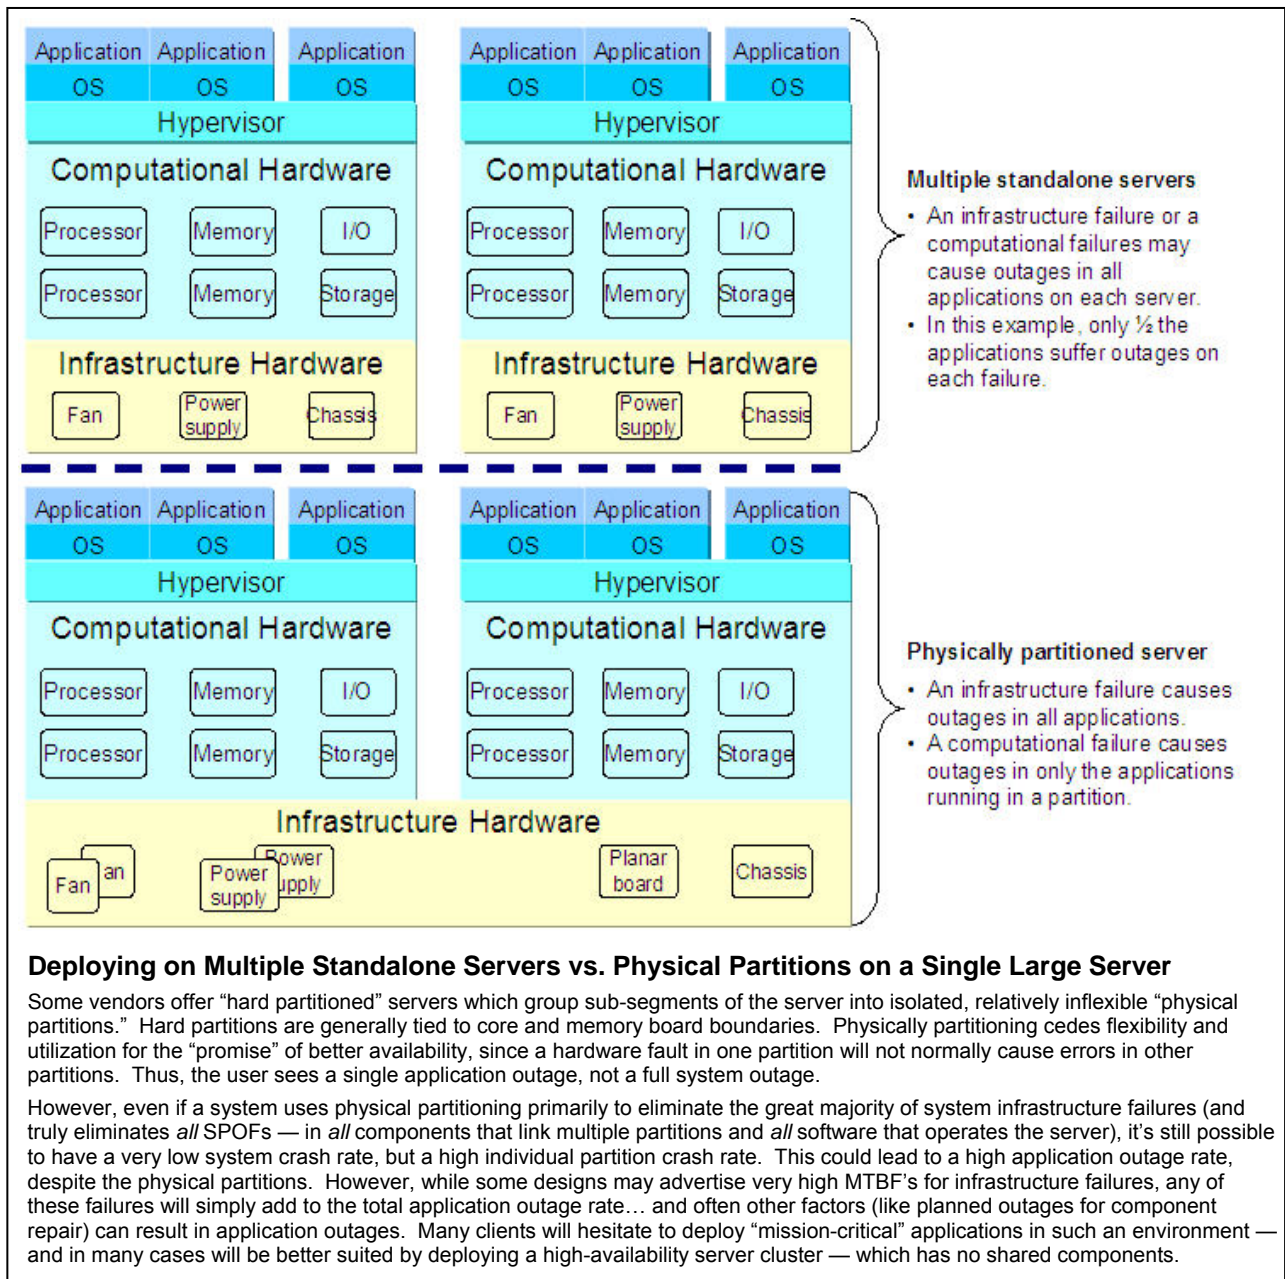 Application Application Application Application Application Application
OS OS OS OS OS OS
Hypervisor Hypervisor
Computational Hardware Computational Hardware
Processor Memory I/O Processor Memory I/O
Processor Memory Storage Processor Memory Storage
Infrastructure Hardware Infrastructure Hardware
Fan Power supply Chassis Fan Power supply Chassis
Multiple standalone servers
• An infrastructure failure or a
computational failures may
cause outages in all
applications on each server.
• In this example, only ½ the
applications suffer outages on
each failure.
Application Application Application Application Application Application
OS OS OS OS OS OS
Hypervisor Hypervisor
Computational Hardware Computational Hardware
Processor Memory I/O Processor Memory I/O
Processor Memory Storage Processor Memory Storage
Infrastructure Hardware
Fan an Power supply Power upply Planar board Chassis
Physically partitioned server
• An infrastructure failure causes
outages in all applications.
• A computational failure causes
outages in only the applications
running in a partition.
Deploying on Multiple Standalone Servers vs. Physical Partitions on a Single Large Server
Some vendors offer “hard partitioned” servers which group sub-segments of the server into isolated, relatively inflexible “physical
partitions.” Hard partitions are generally tied to core and memory board boundaries. Physically partitioning cedes flexibility and
utilization for the “promise” of better availability, since a hardware fault in one partition will not normally cause errors in other
partitions. Thus, the user sees a single application outage, not a full system outage.
However, even if a system uses physical partitioning primarily to eliminate the great majority of system infrastructure failures (and
truly eliminates all SPOFs — in all components that link multiple partitions and all software that operates the server), it’s still possible
to have a very low system crash rate, but a high individual partition crash rate. This could lead to a high application outage rate,
despite the physical partitions. However, while some designs may advertise very high MTBF’s for infrastructure failures, any of
these failures will simply add to the total application outage rate… and often other factors (like planned outages for component
repair) can result in application outages. Many clients will hesitate to deploy “mission-critical” applications in such an environment —
and in many cases will be better suited by deploying a high-availability server cluster — which has no shared components.